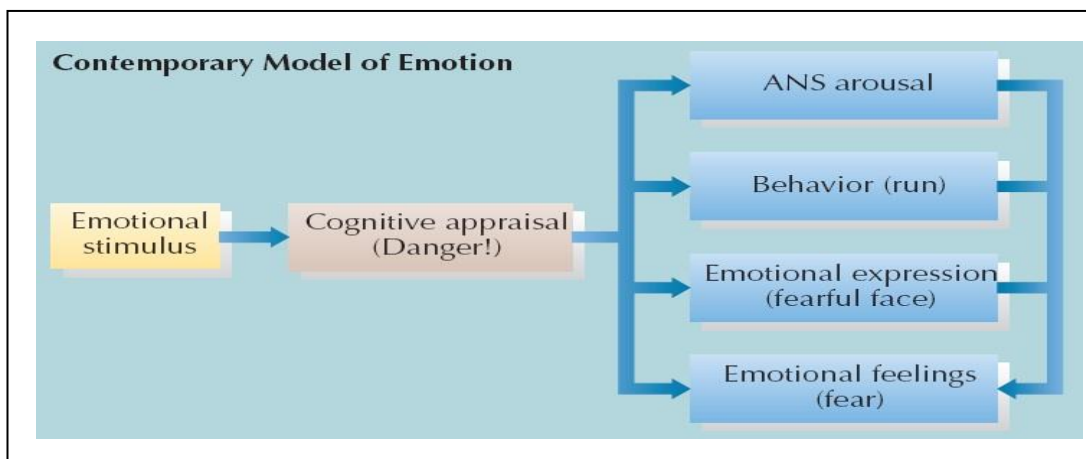 Contemporary Model of Emotion
ANS arousal
Behavior (run)
Emotional
stimulus
Cognitive appraisal
(Danger!)
Emotional expression
(fearful face)
Emotional feelings
(fear)